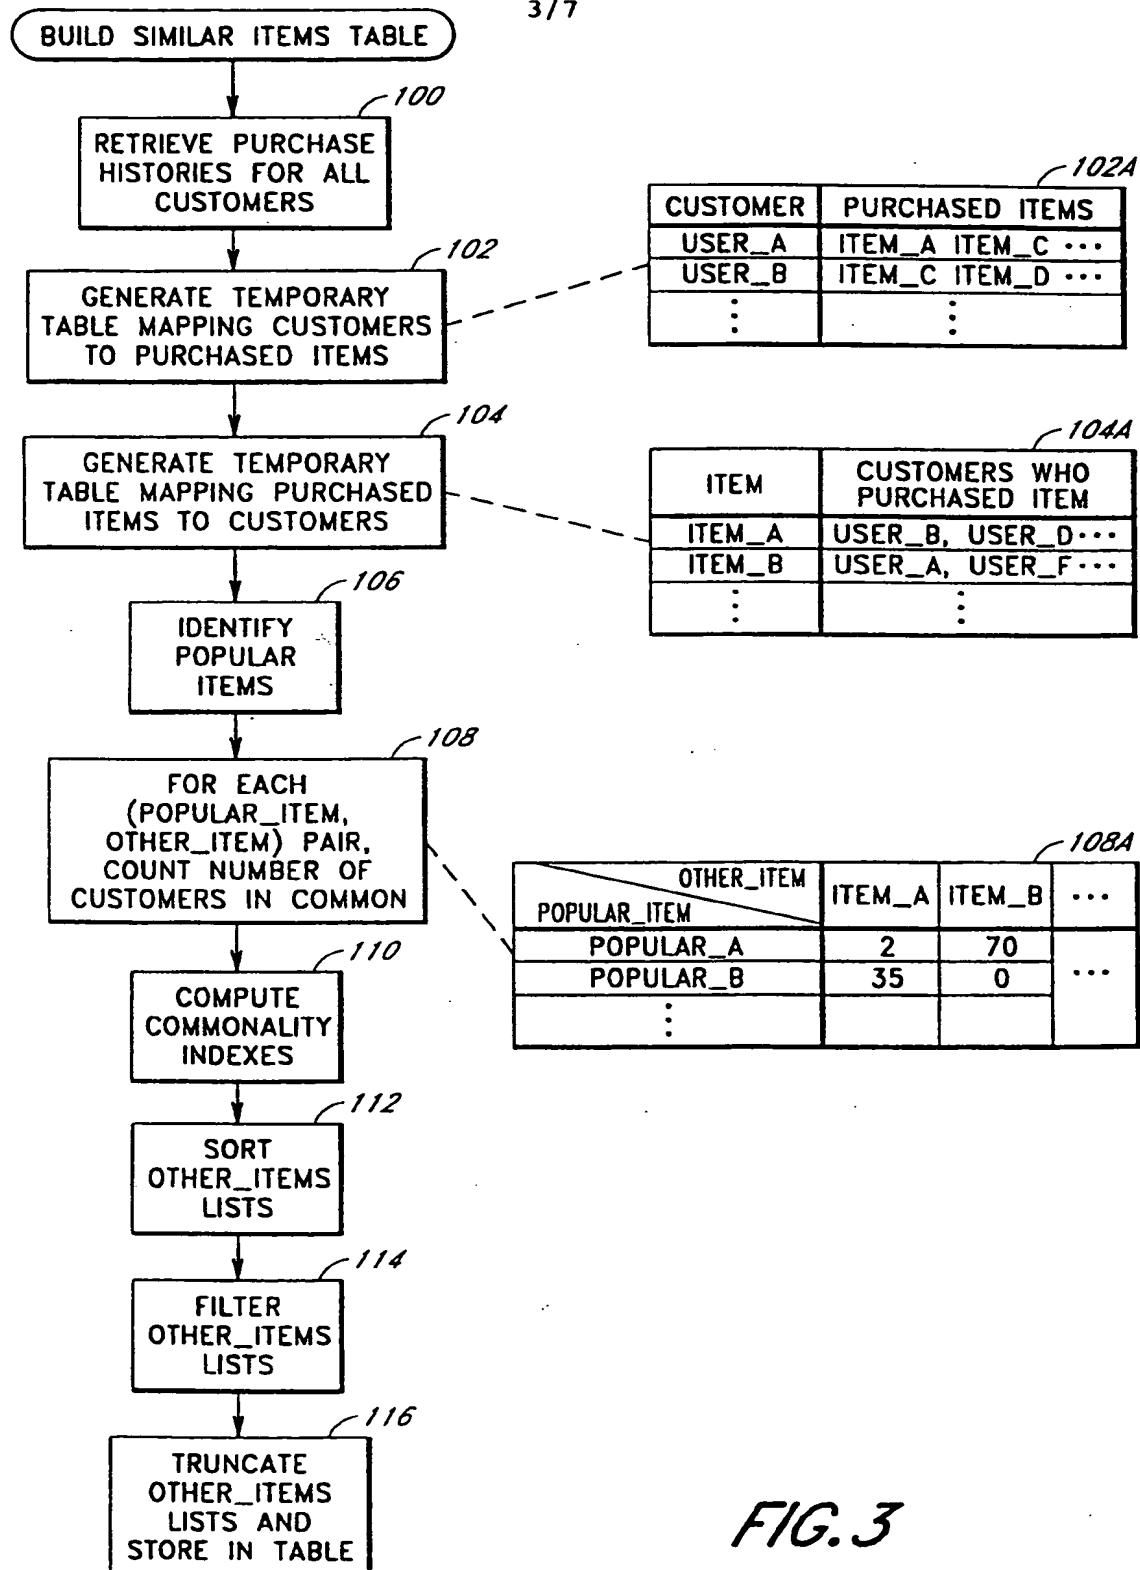 3/7
BUILD SIMILAR ITEMS TABLE
100
RETRIEVE PURCHASE
HISTORIES FOR ALL
CUSTOMERS
102
GENERATE TEMPORARY
TABLE MAPPING CUSTOMERS
TO PURCHASED ITEMS
102A
CUSTOMER PURCHASED ITEMS
USER_A ITEM_A ITEM_C ...
USER_B ITEM_C ITEM_D ...
104
GENERATE TEMPORARY
TABLE MAPPING PURCHASED
ITEMS TO CUSTOMERS
104A
ITEM
CUSTOMERS WHO
PURCHASED ITEM
ITEM_A USER_B, USER_D...
ITEM_B USER_A, USER_F...
106
IDENTIFY
POPULAR
ITEMS
108
FOR EACH
(POPULAR_ITEM,
OTHER_ITEM) PAIR,
COUNT NUMBER OF
CUSTOMERS IN COMMON
108A
OTHER_ITEM
POPULAR_ITEM
ITEM_A ITEM_B ...
POPULAR_A 2 70
POPULAR_B 35 0 ...
110
COMPUTE
COMMONALITY
INDEXES
112
SORT
OTHER_ITEMS
LISTS
114
FILTER
OTHER_ITEMS
LISTS
116
TRUNCATE
OTHER_ITEMS
LISTS AND
STORE IN TABLE
FIG. 3